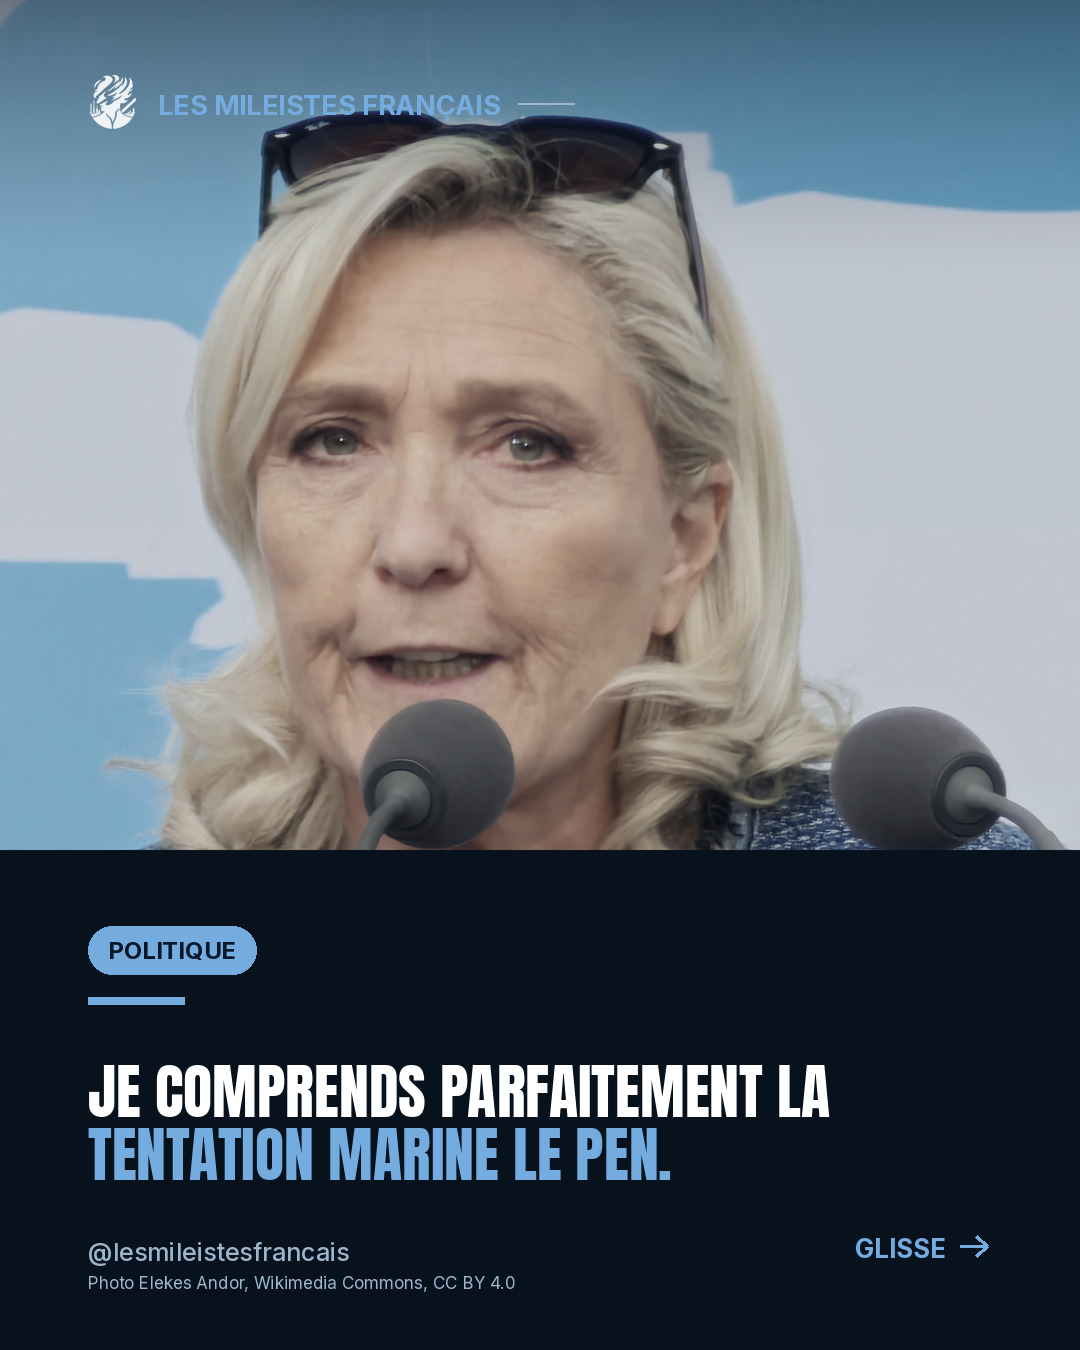 LES MILEISTES FRANÇAIS
POLITIQUE
JE COMPRENDS PARFAITEMENT LA
TENTATION MARINE LE PEN.
@lesmileistesfrancais
GLISSE →
Photo Elekes Andor, Wikimedia Commons, CC BY 4.0